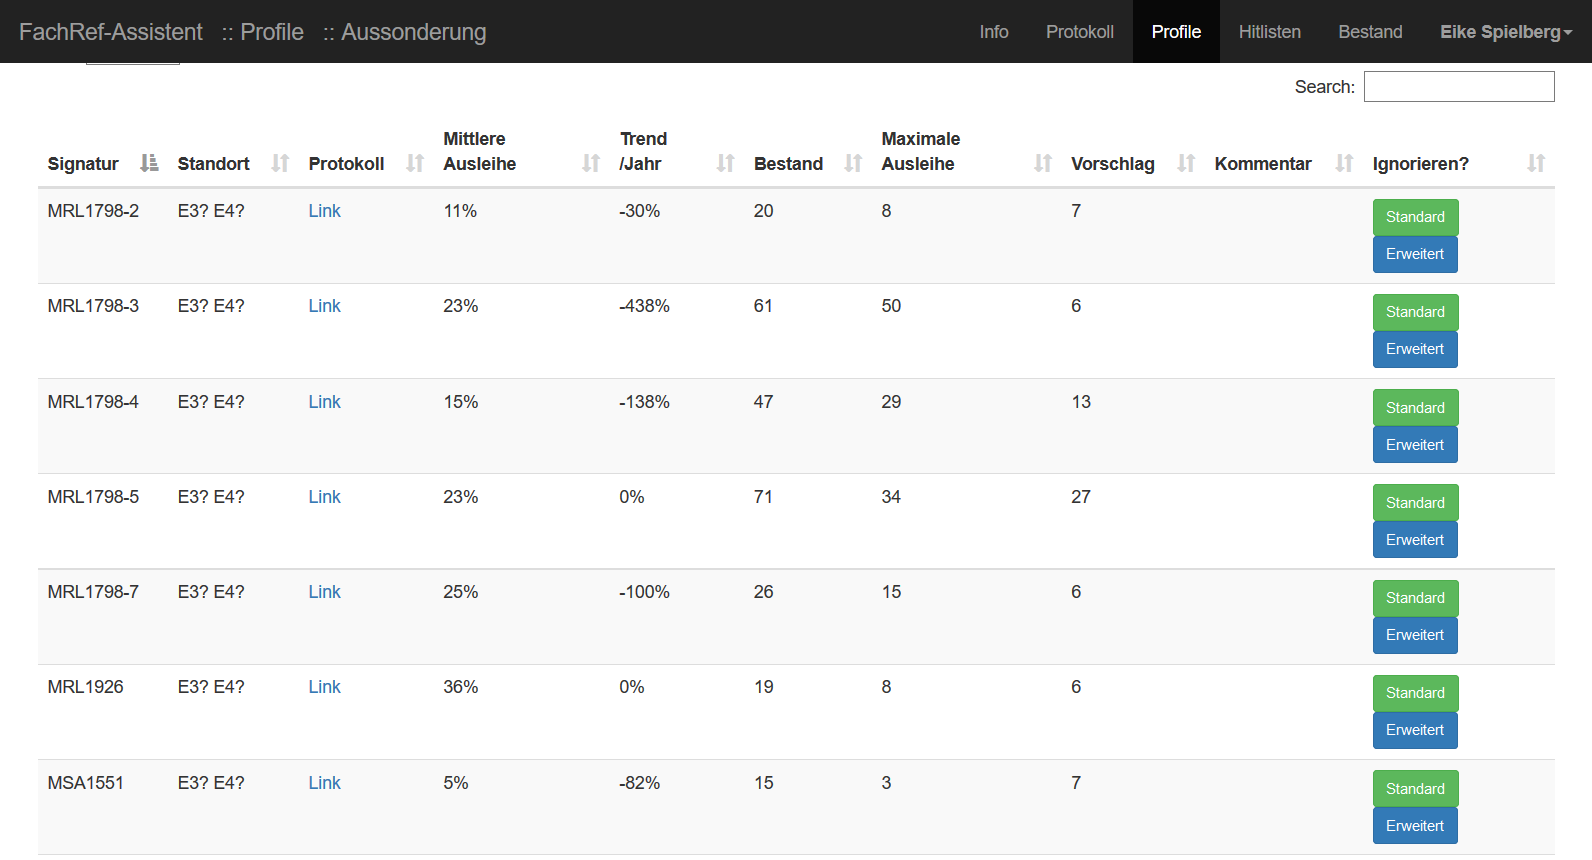 FachRef-Assistent :: Profile :: Aussonderung Info Protokoll Profile Hitlisten Bestand Eike Spielberg
Search:
Signatur Standort Protokoll Mittlere Ausleihe Trend /Jahr Bestand Maximale Ausleihe Vorschlag Kommentar Ignorieren?
MRL1798-2 E3? E4? Link 11% -30% 20 8 7 Standard
Erweitert
MRL1798-3 E3? E4? Link 23% -438% 61 50 6 Standard
Erweitert
MRL1798-4 E3? E4? Link 15% -138% 47 29 13 Standard
Erweitert
MRL1798-5 E3? E4? Link 23% 0% 71 34 27 Standard
Erweitert
MRL1798-7 E3? E4? Link 25% -100% 26 15 6 Standard
Erweitert
MRL1926 E3? E4? Link 36% 0% 19 8 6 Standard
Erweitert
MSA1551 E3? E4? Link 5% -82% 15 3 7 Standard
Erweitert